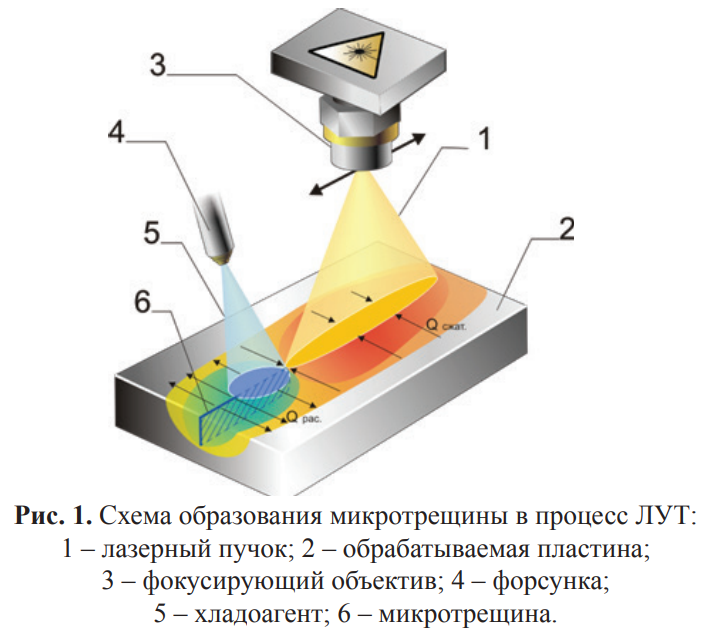 3
1
4
2
5
6
Q сжат.
Q рас.
Рис. 1. Схема образования микротрещины в процесс ЛУТ:
1 – лазерный пучок; 2 – обрабатываемая пластина;
3 – фокусирующий объектив; 4 – форсунка;
5 – хладоагент; 6 – микротрещина.